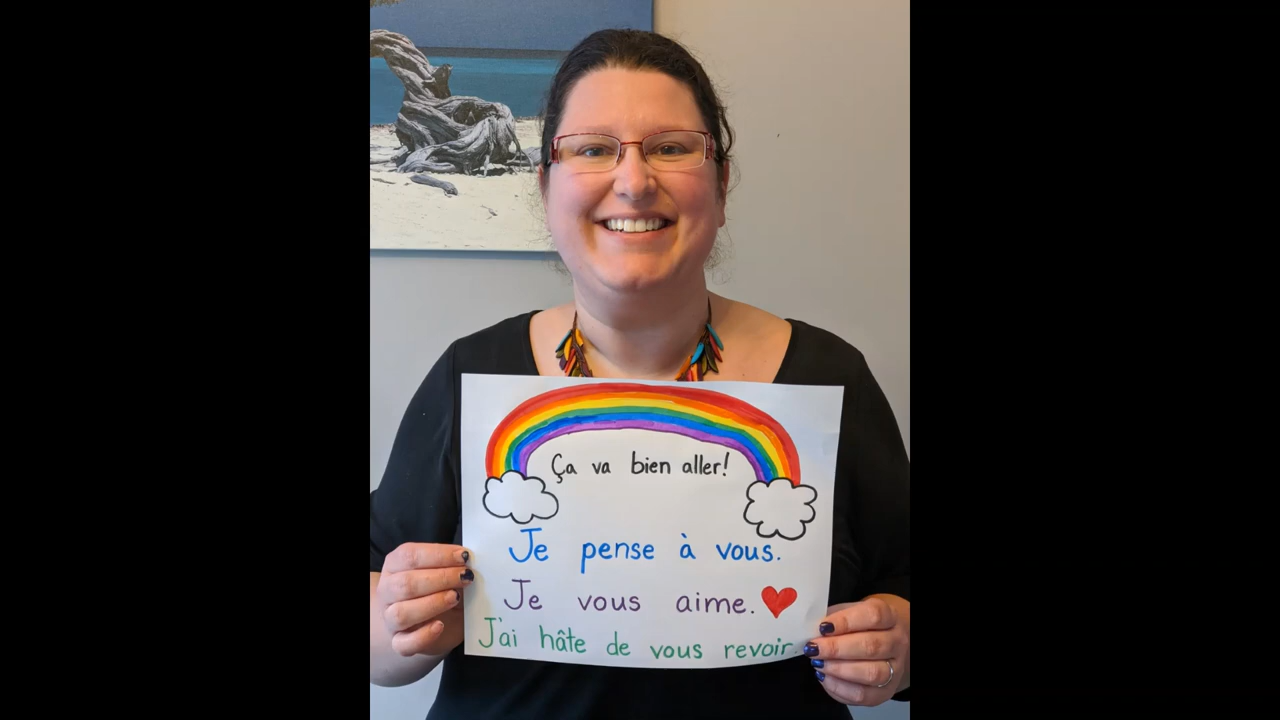 Ça va bien aller!
Je pense à vous.
Je vous aime.
J'ai hâte de vous revoir.